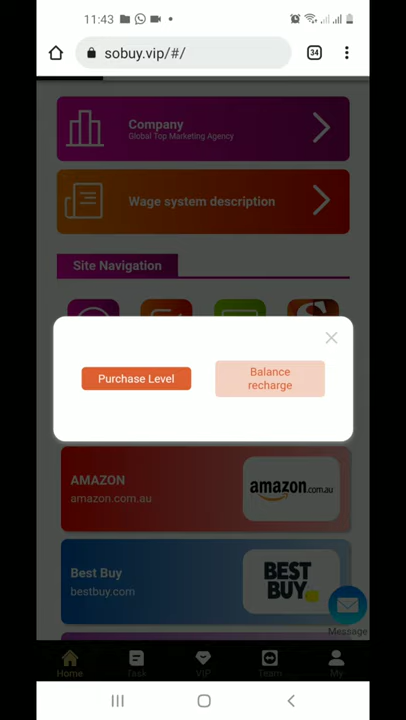 11:43
sobuy.vip/#/
34
Company
Global Top Marketing Agency
Wage system description
Site Navigation
Purchase Level
Balance
recharge
AMAZON
amazon.com.au
amazon.com.au
Best Buy
bestbuy.com
BEST
BUY
Message
Home
Task
VIP
Team
My